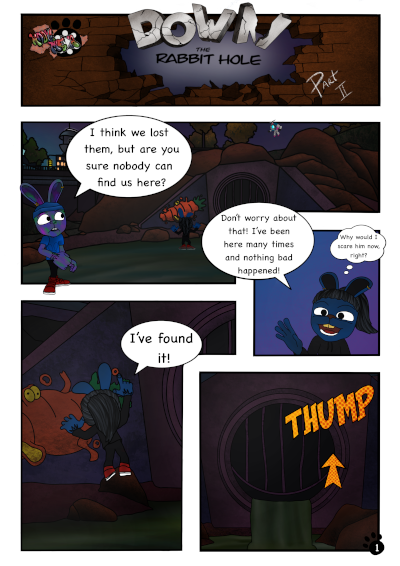 DOWN
THE
RABBIT HOLE
Part
II
I think we lost
them, but are you
sure nobody can
find us here?
Don't worry about
that! I've been
here many times
and nothing bad
happened!
Why would I
scare him now,
right?
I've found
it!
THUMP
1